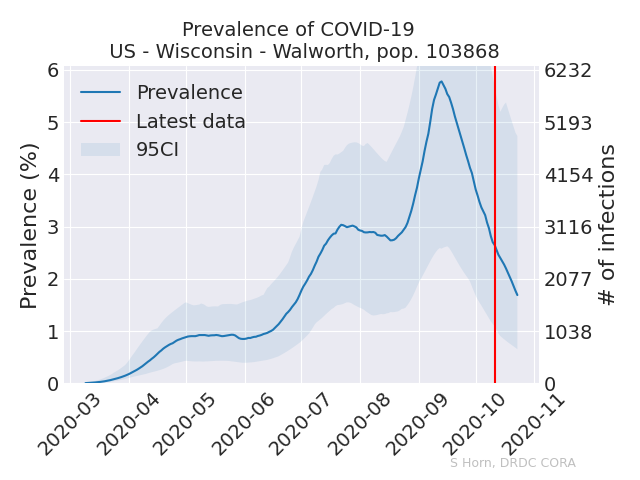 Prevalence of COVID-19
US - Wisconsin - Walworth, pop. 103868
Prevalence
Latest data
95CI
Prevalence (%)
6
5
4
3
2
1
0
6232
5193
4154
3116
2077
1038
0
# of infections
2020-03
2020-04
2020-05
2020-06
2020-07
2020-08
2020-09
2020-10
2020-11
S Horn, DRDC CORA